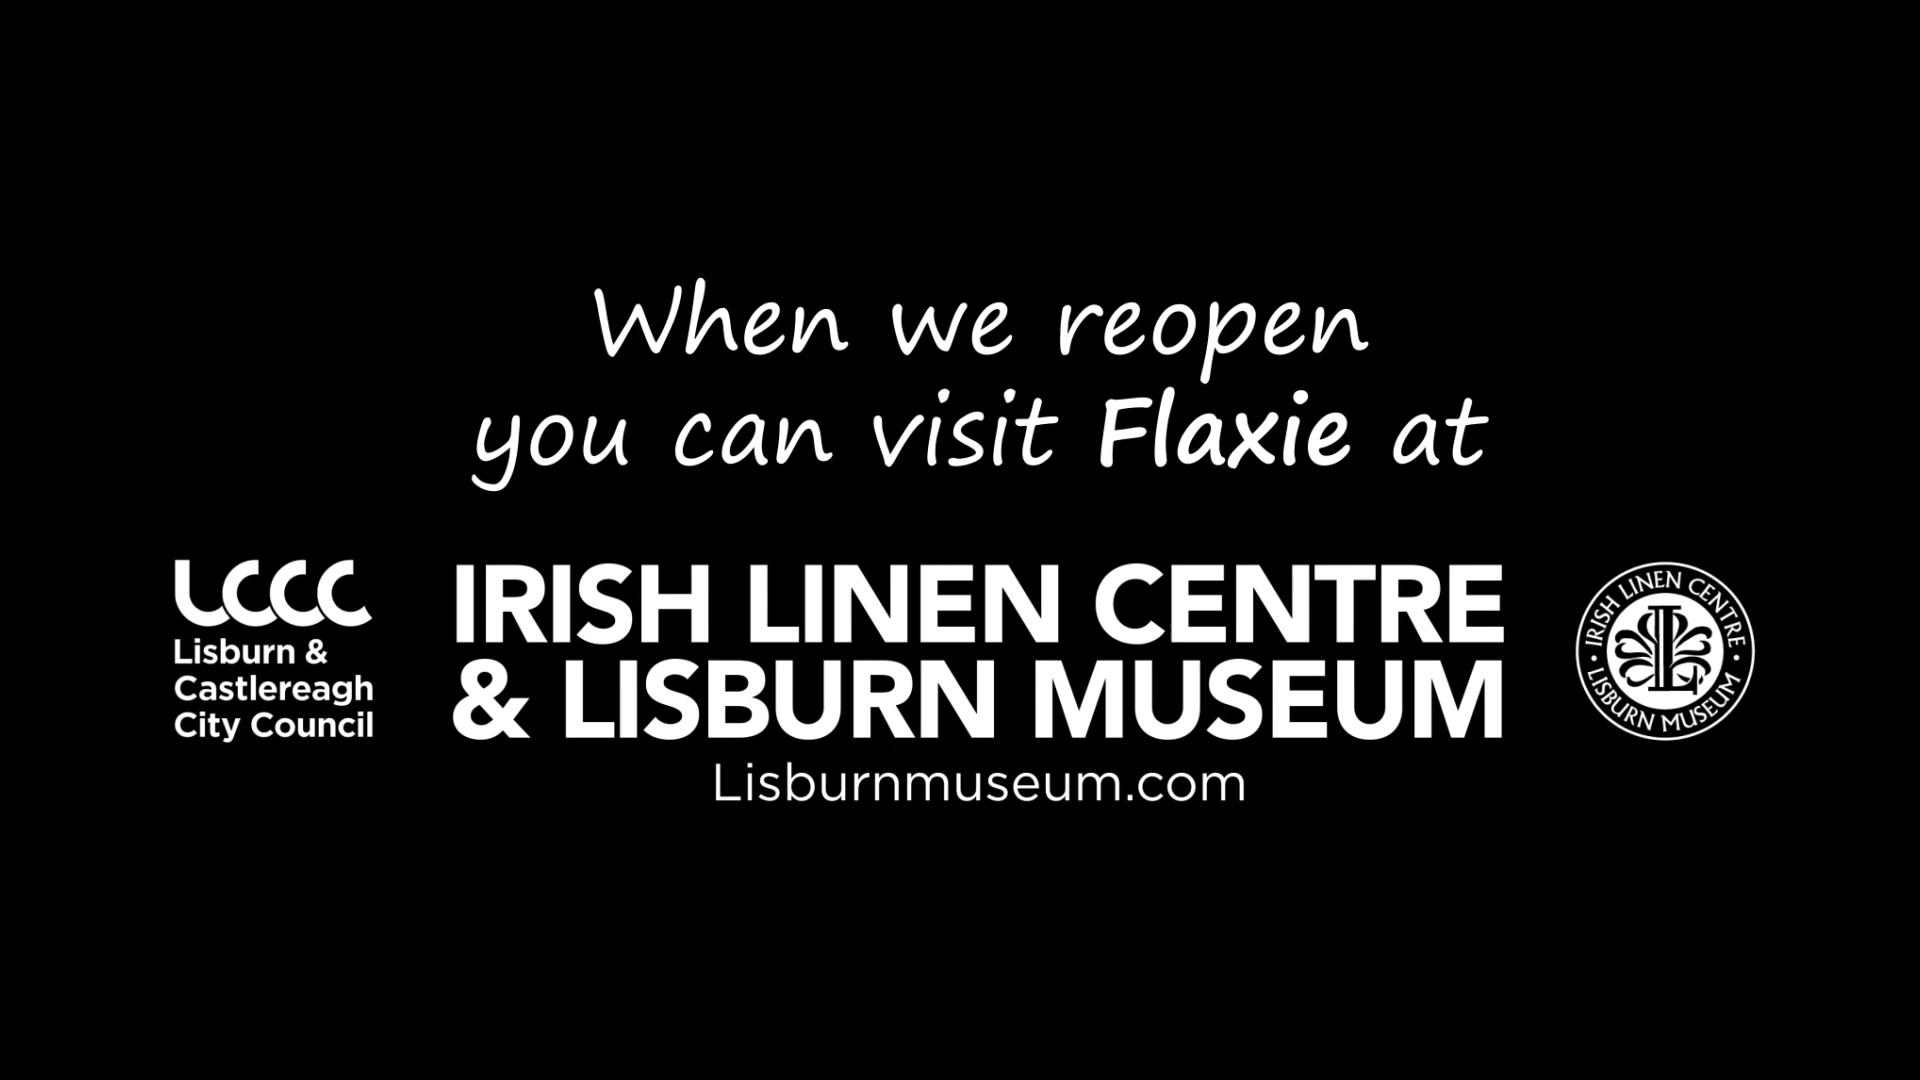 When we reopen
you can visit Flaxie at
LCCC
Lisburn &
Castlereagh
City Council
IRISH LINEN CENTRE
& LISBURN MUSEUM
Lisburnmuseum.com
IRISH LINEN CENTRE
· LISBURN MUSEUM ·
L